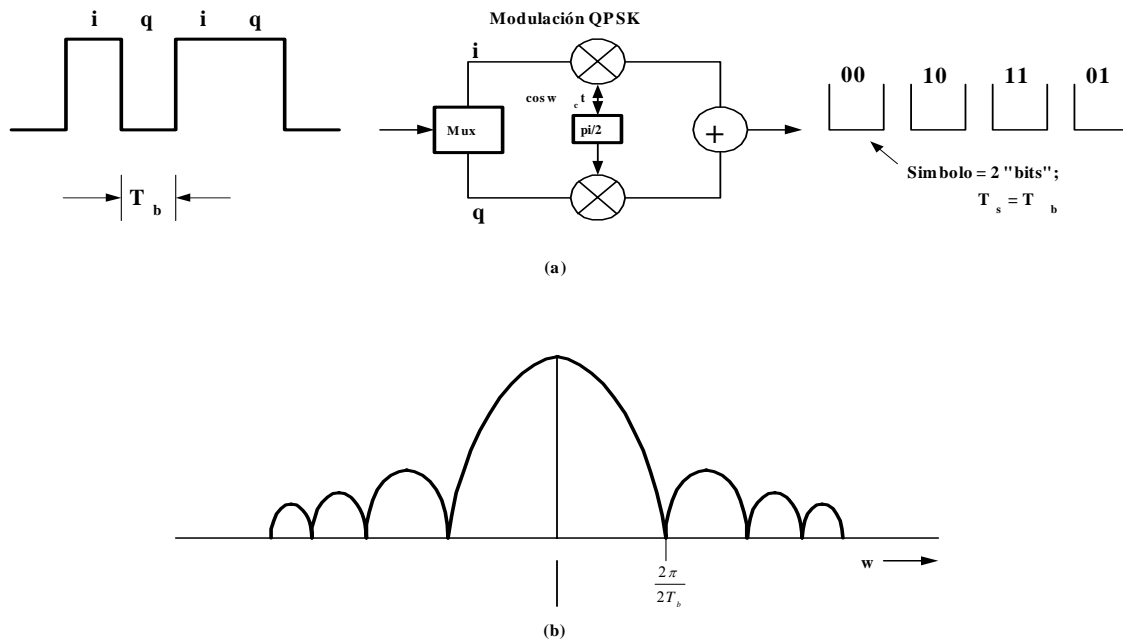 i q i q
T b
Modulación QPSK
i
cos w c t
Mux
pi/2
+
q
00 10 11 01
Simbolo = 2 "bits";
T s = T b
(a)
w
2π
2T b
(b)